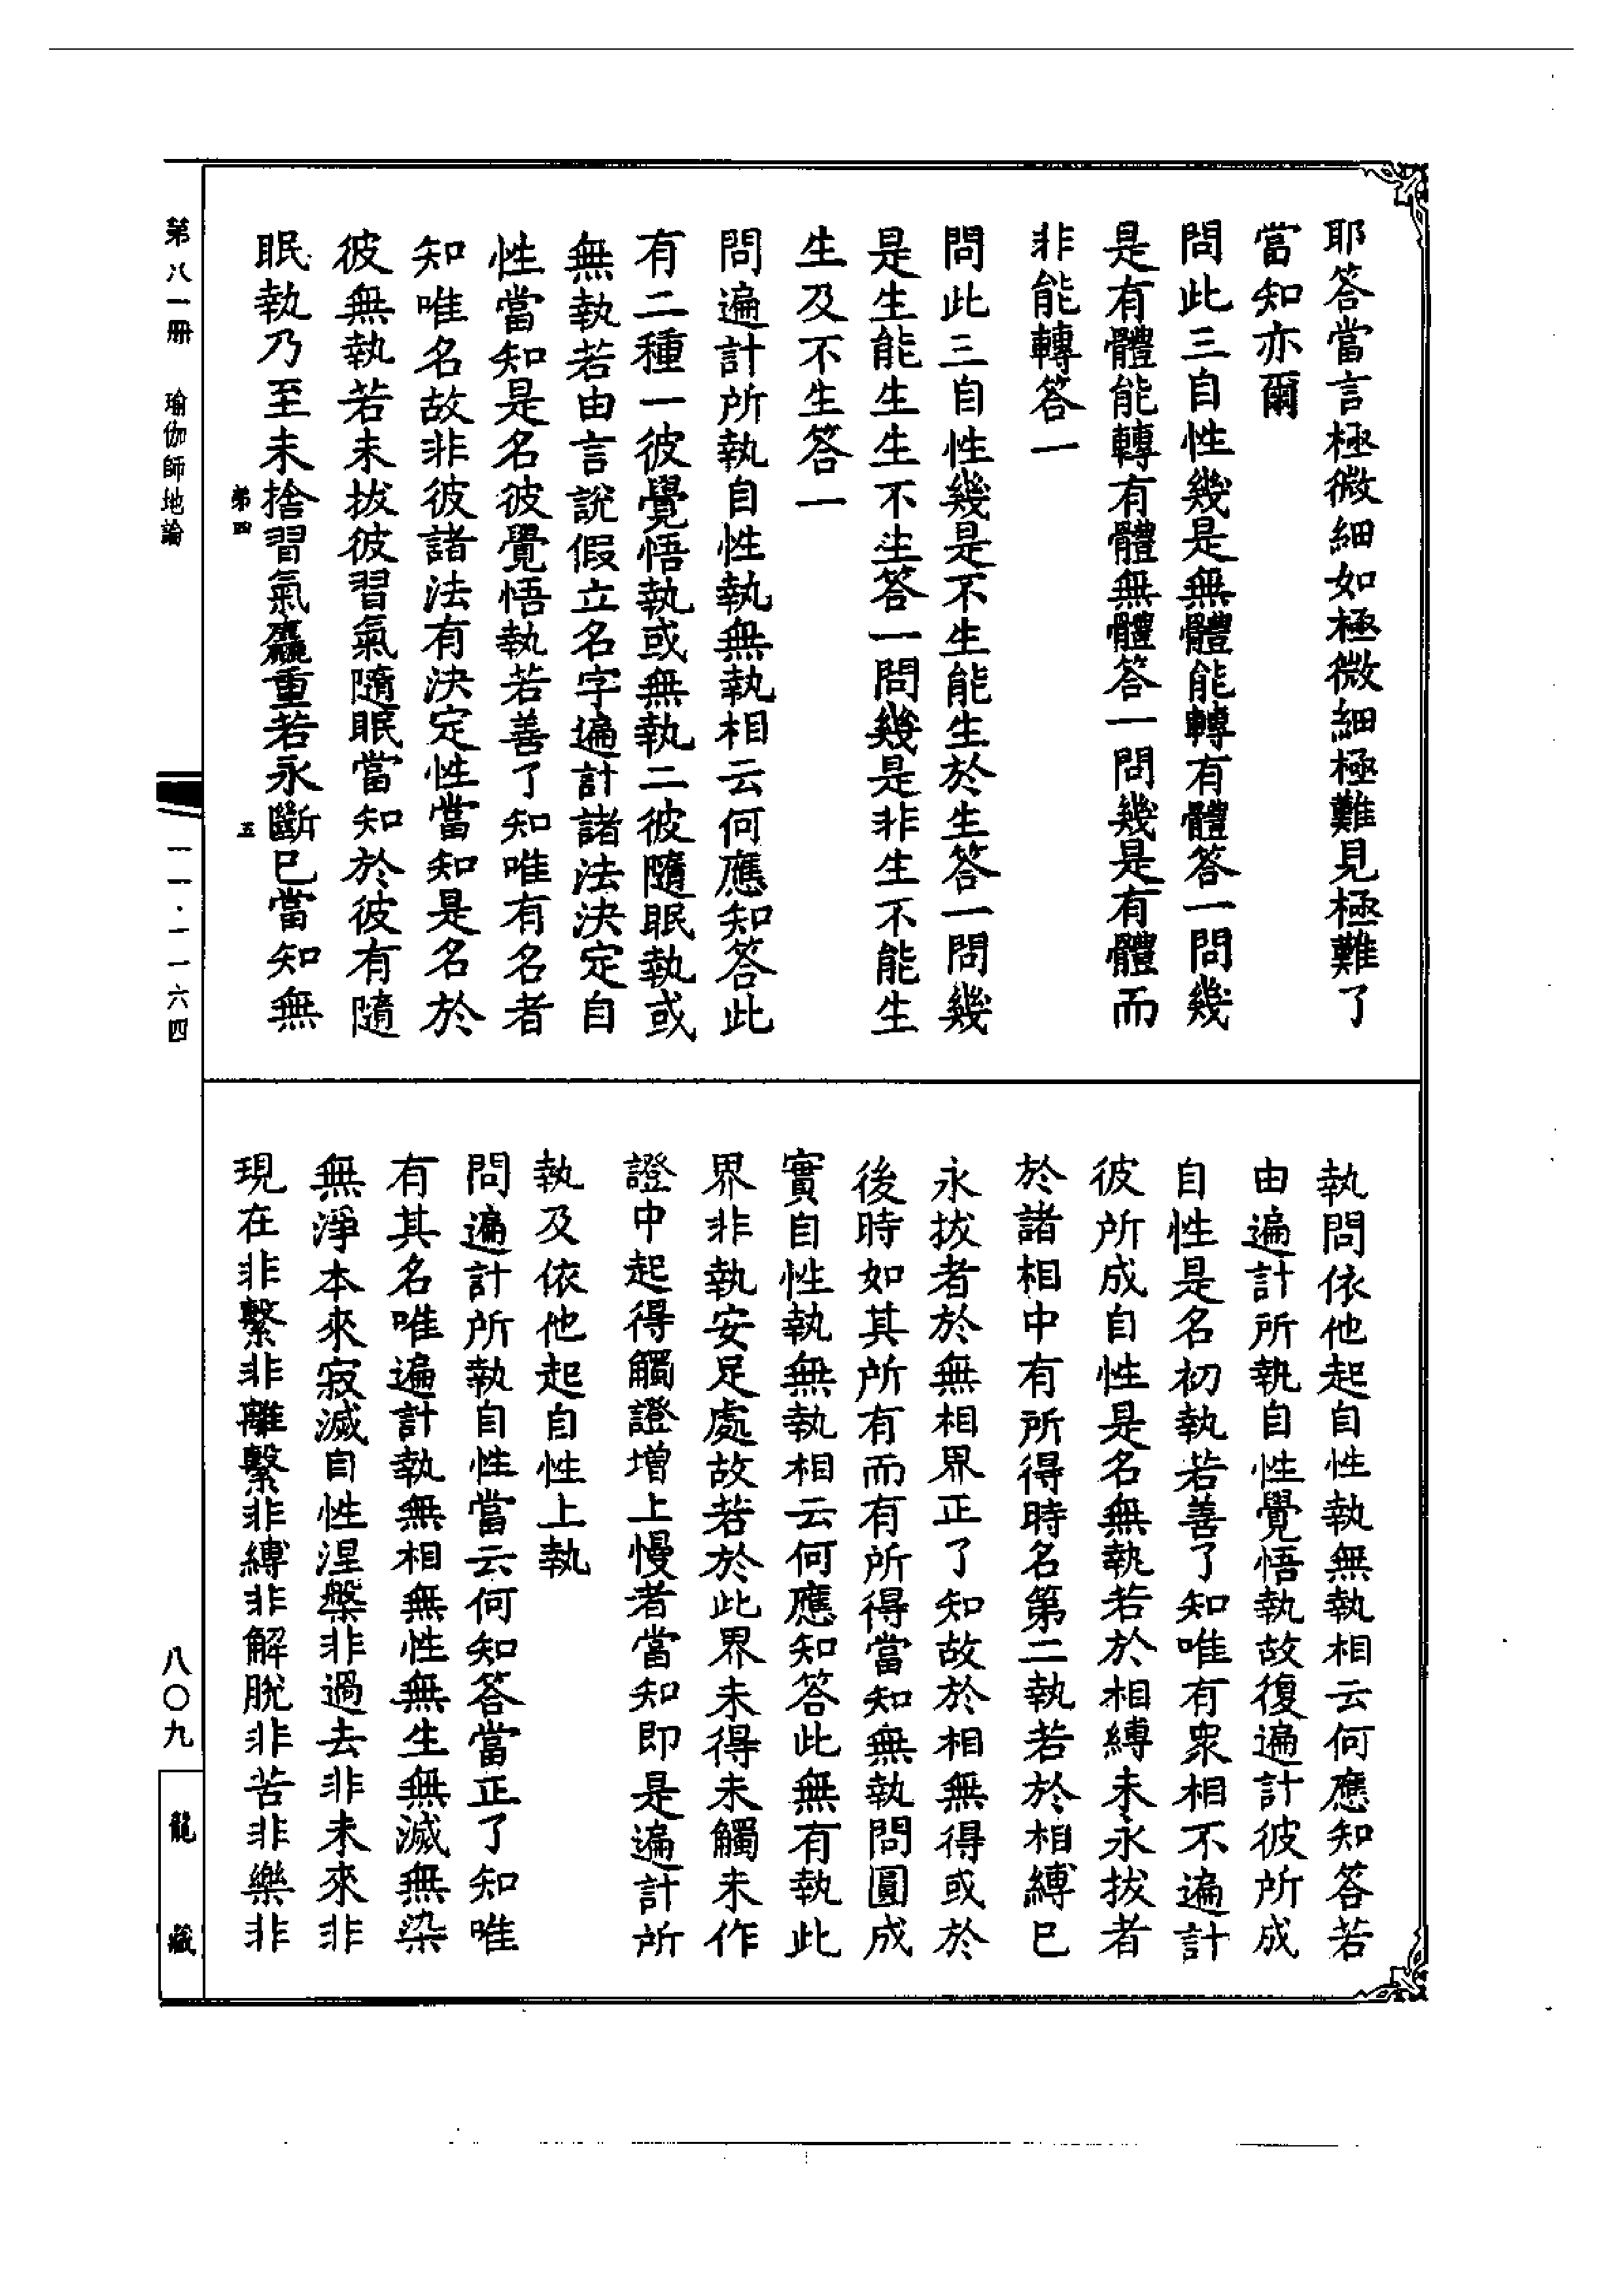 耶答當言極微細如極微細極難見極難了
當知亦爾
問此三自性幾是無體能轉有體答一問幾
是有體能轉有體無體答一問幾是有體而
非能轉答一
問此三自性幾是不生能生於生答一問幾
是生能生生不生答一問幾是非生不能生
生及不生答一
問遍計所執自性執無執相云何應知答此
有二種一彼覺悟執或無執二彼隨眠執或
無執若由言說假立名字遍計諸法決定自
性當知是名彼覺悟執若善了知唯有名者
知唯名故非彼諸法有決定性當知是名於
彼無執若未拔彼習氣隨眠當知於彼有隨
眠執乃至未捨習氣麤重若永斷已當知無
第四
五
執問依他起自性執無執相云何應知答若
由遍計所執自性覺悟執故復遍計彼所成
自性是名初執若善了知唯有眾相不遍計
彼所成自性是名無執若於相縛未永拔者
於諸相中有所得時名第二執若於相縛已
永拔者於無相界正了知故於相無得或於
後時如其所有而有所得當知無執問圓成
實自性執無執相云何應知答此無有執此
界非執安足處故若於此界未得未觸未作
證中起得觸證增上慢者當知即是遍計所
執及依他起自性上執
問遍計所執自性當云何知答當正了知唯
有其名唯遍計執無相無性無生無滅無染
無淨本來寂滅自性涅槃非過去非未來非
現在非繫非離繫非縛非解脫非苦非樂非
第八一冊 瑜伽師地論
一一·一一六四
八〇九
龍藏